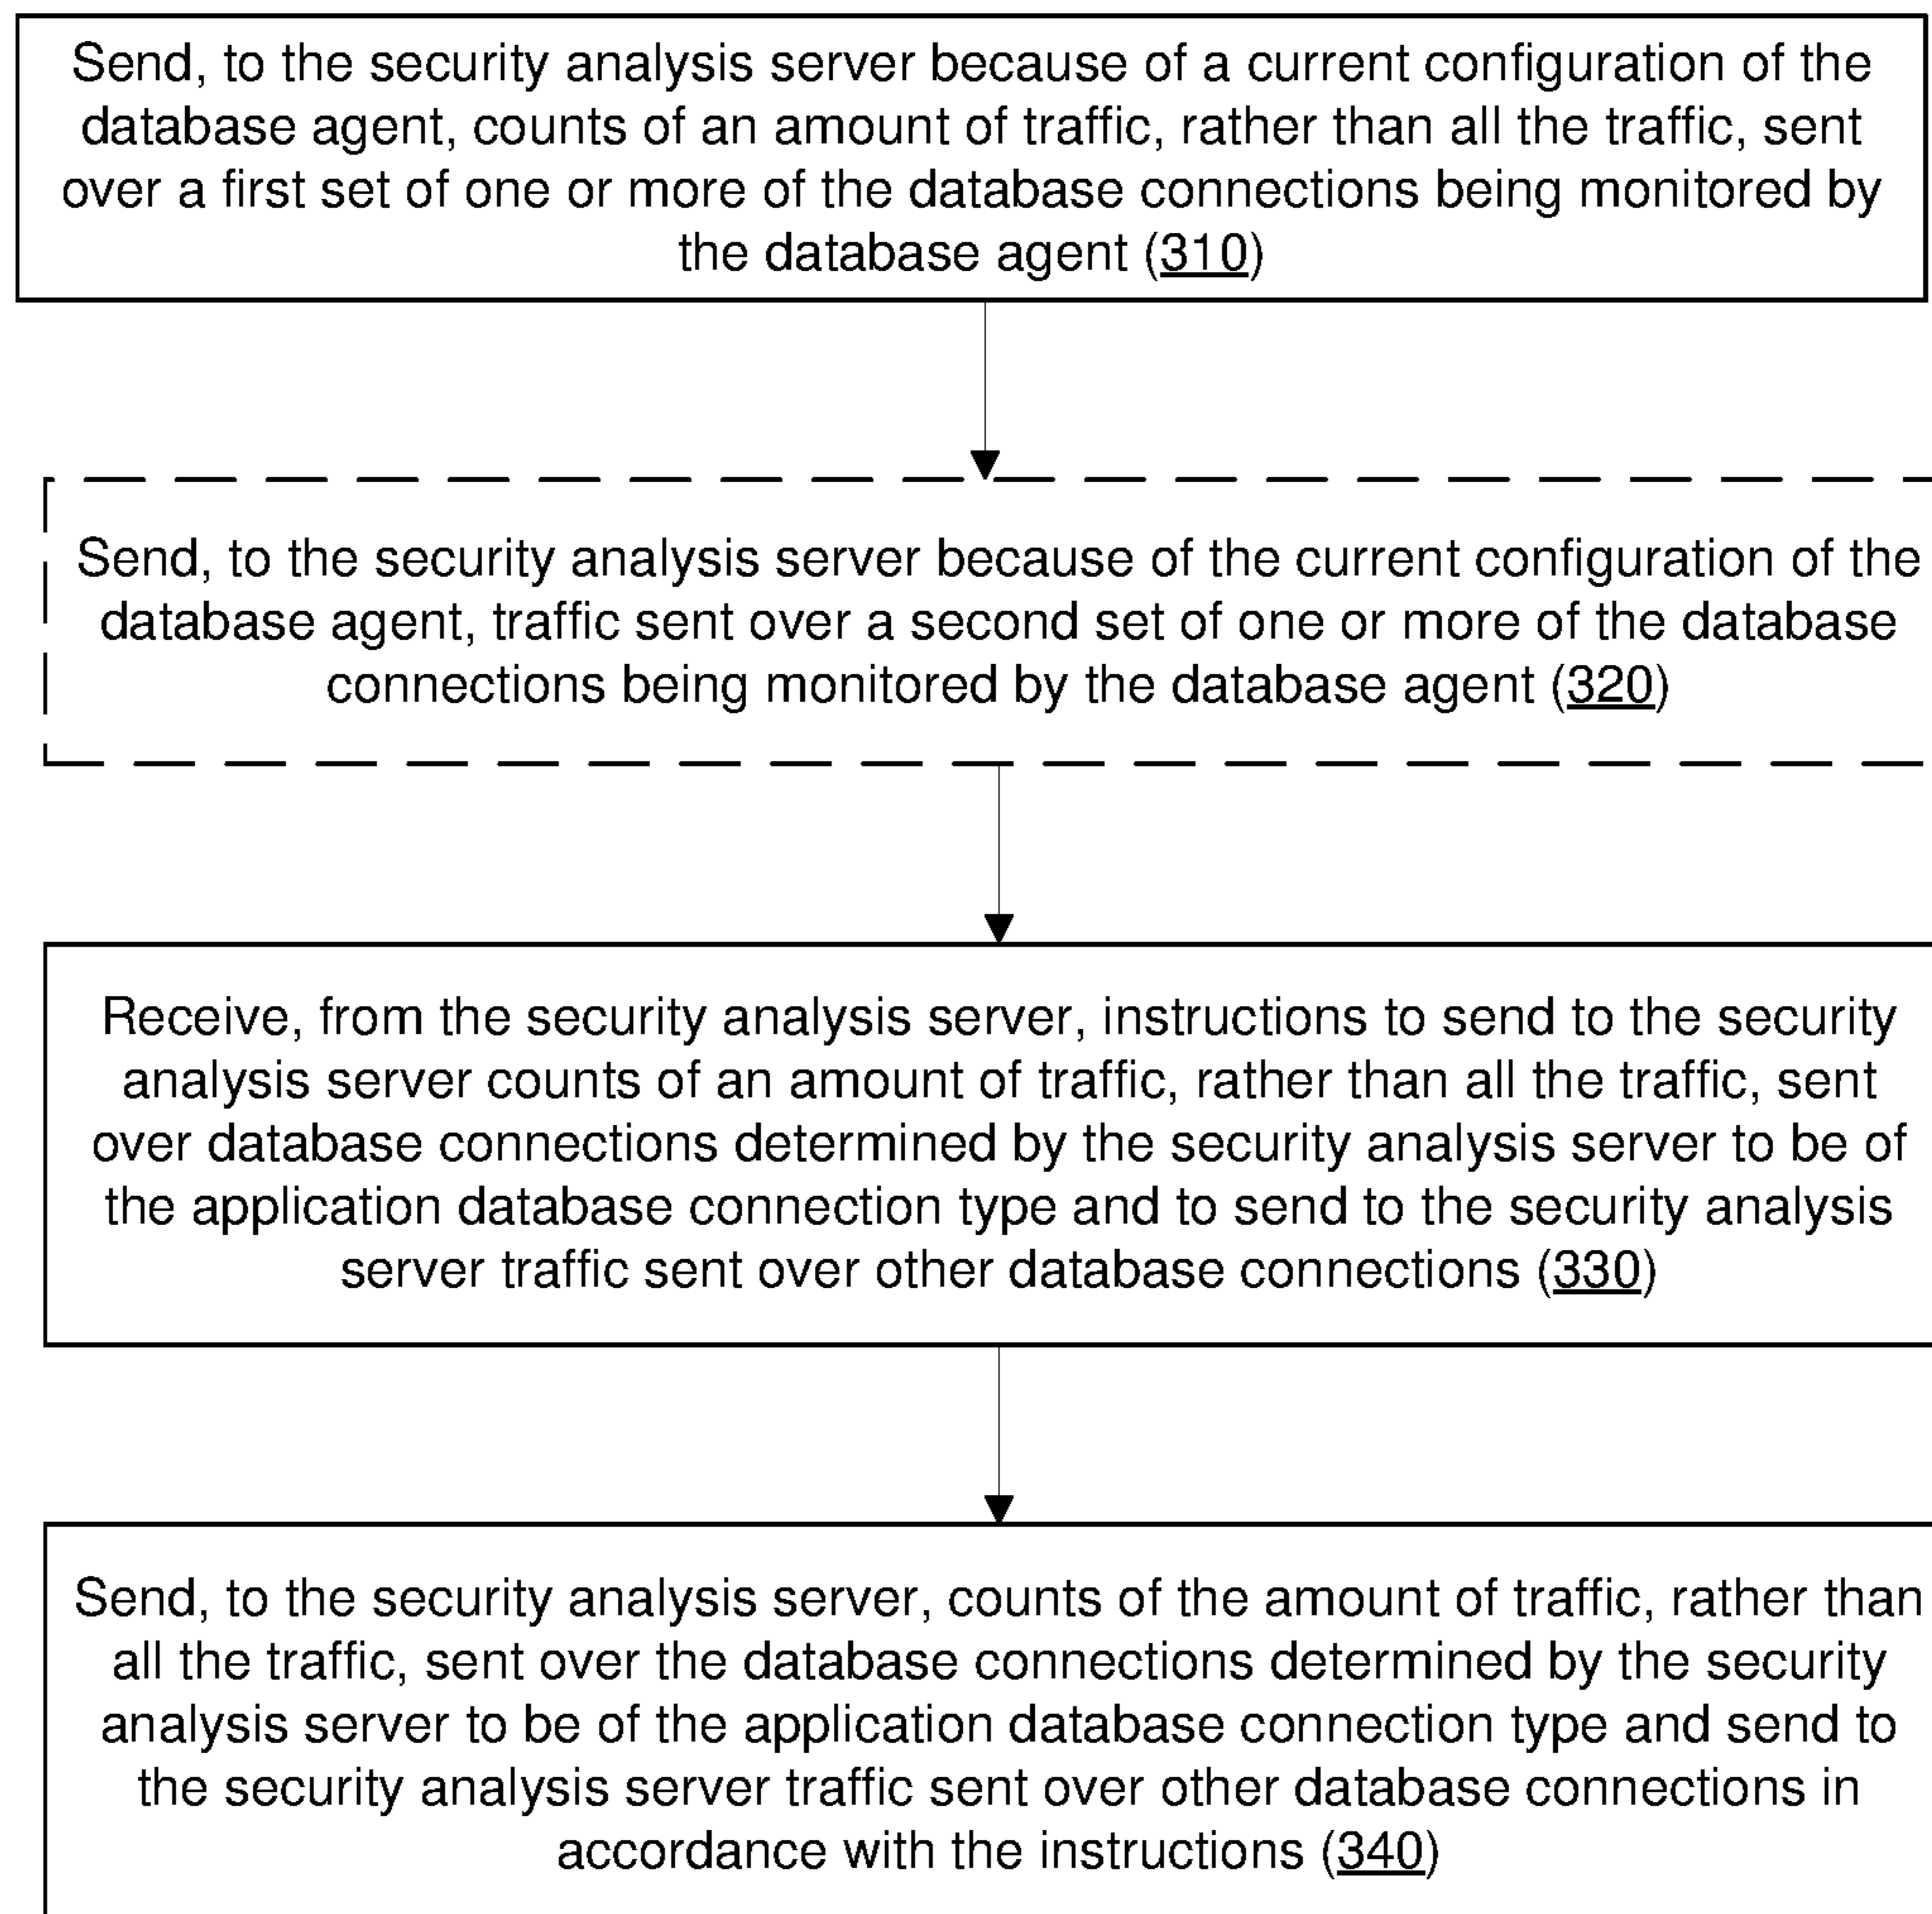 Send, to the security analysis server because of a current configuration of the
database agent, counts of an amount of traffic, rather than all the traffic, sent
over a first set of one or more of the database connections being monitored by
the database agent (310)
Send, to the security analysis server because of the current configuration of the
database agent, traffic sent over a second set of one or more of the database
connections being monitored by the database agent (320)
Receive, from the security analysis server, instructions to send to the security
analysis server counts of an amount of traffic, rather than all the traffic, sent
over database connections determined by the security analysis server to be of
the application database connection type and to send to the security analysis
server traffic sent over other database connections (330)
Send, to the security analysis server, counts of the amount of traffic, rather than
all the traffic, sent over the database connections determined by the security
analysis server to be of the application database connection type and send to
the security analysis server traffic sent over other database connections in
accordance with the instructions (340)